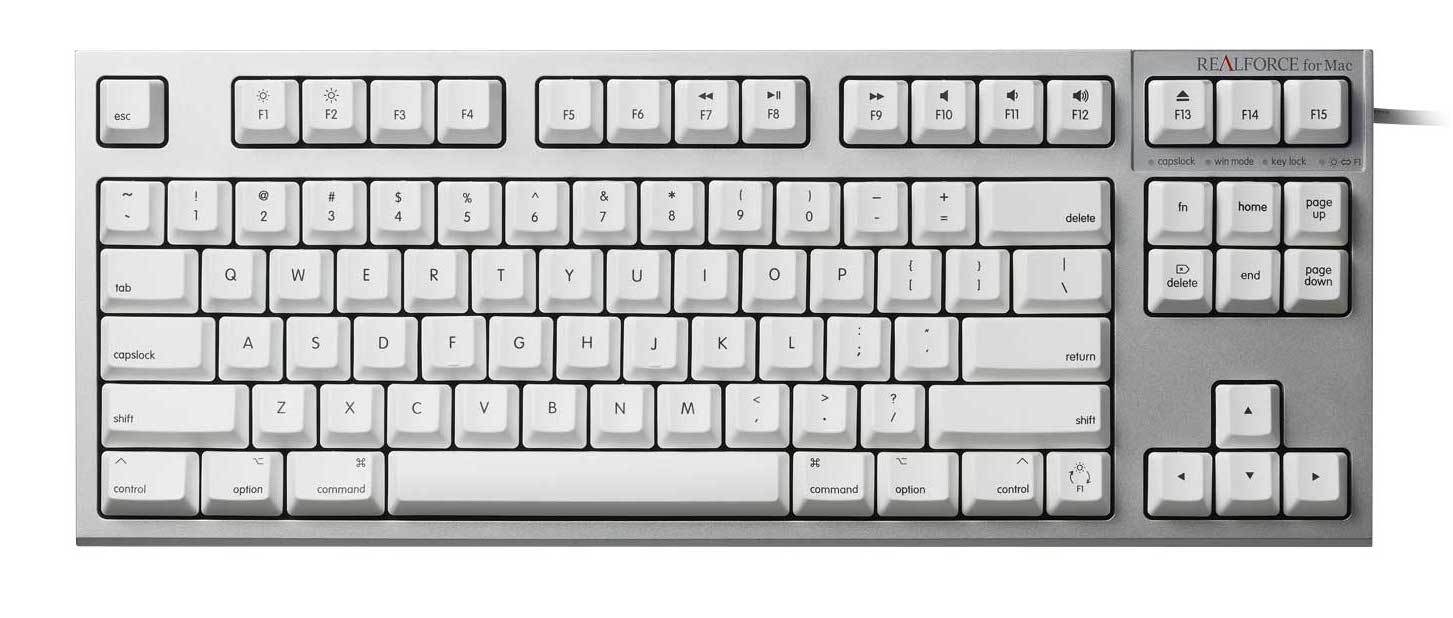 REALFORCE for Mac
esc F1 F2 F3 F4 F5 F6 F7 F8 F9 F10 F11 F12 F13 F14 F15
capslock win mode key lock F1
~ ! @ # $ % ^ & * ( ) — +
` 1 2 3 4 5 6 7 8 9 0 - = delete fn home page up
tab Q W E R T Y U I O P { [ } ] | \ delete end page down
capslock A S D F G H J K L : ; " ' return
shift Z X C V B N M < , > . ? / shift
control option command command option control F1